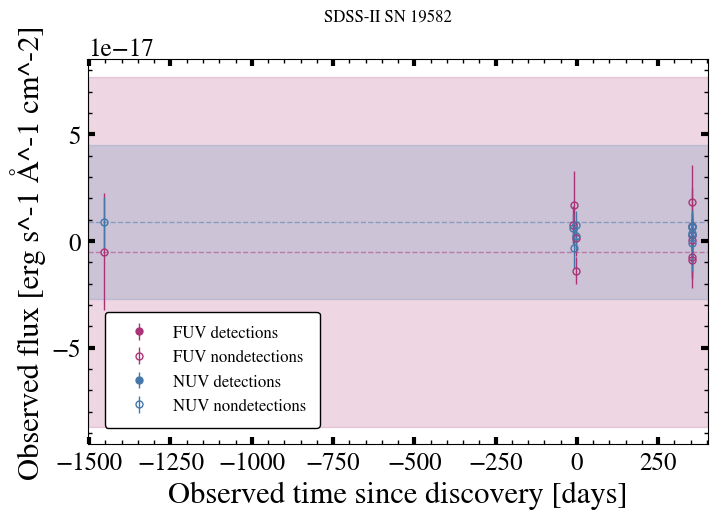 SDSS-II SN 19582
1e−17
Observed flux [erg s^-1 Å^-1 cm^-2]
5
0
−5
FUV detections
FUV nondetections
NUV detections
NUV nondetections
−1500 −1250 −1000 −750 −500 −250 0 250
Observed time since discovery [days]